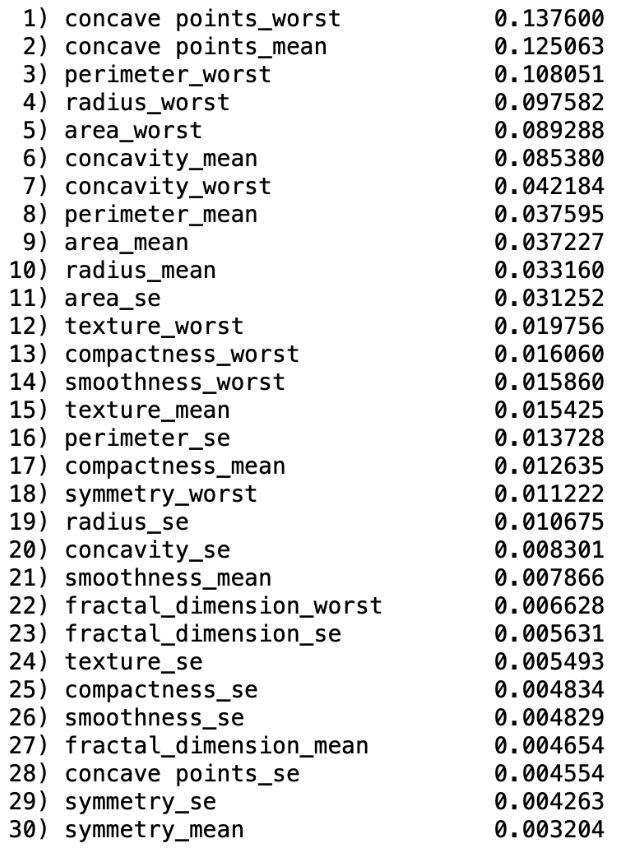 1) concave points_worst 0.137600
2) concave points_mean 0.125063
3) perimeter_worst 0.108051
4) radius_worst 0.097582
5) area_worst 0.089288
6) concavity_mean 0.085380
7) concavity_worst 0.042184
8) perimeter_mean 0.037595
9) area_mean 0.037227
10) radius_mean 0.033160
11) area_se 0.031252
12) texture_worst 0.019756
13) compactness_worst 0.016060
14) smoothness_worst 0.015860
15) texture_mean 0.015425
16) perimeter_se 0.013728
17) compactness_mean 0.012635
18) symmetry_worst 0.011222
19) radius_se 0.010675
20) concavity_se 0.008301
21) smoothness_mean 0.007866
22) fractal_dimension_worst 0.006628
23) fractal_dimension_se 0.005631
24) texture_se 0.005493
25) compactness_se 0.004834
26) smoothness_se 0.004829
27) fractal_dimension_mean 0.004654
28) concave points_se 0.004554
29) symmetry_se 0.004263
30) symmetry_mean 0.003204